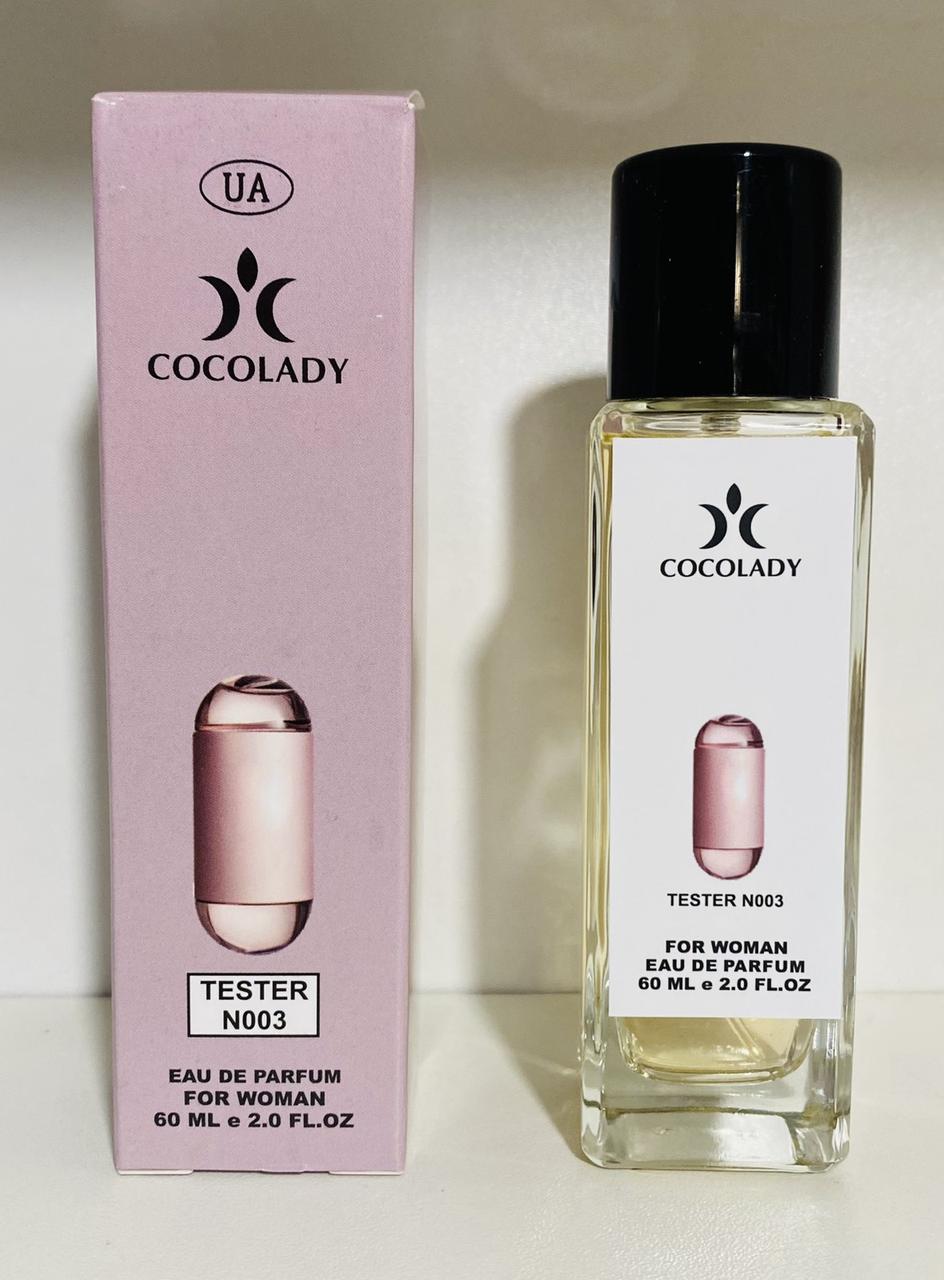 UA
COCOLADY
TESTER
N003
EAU DE PARFUM
FOR WOMAN
60 ML e 2.0 FL.OZ
COCOLADY
TESTER N003
FOR WOMAN
EAU DE PARFUM
60 ML e 2.0 FL.OZ